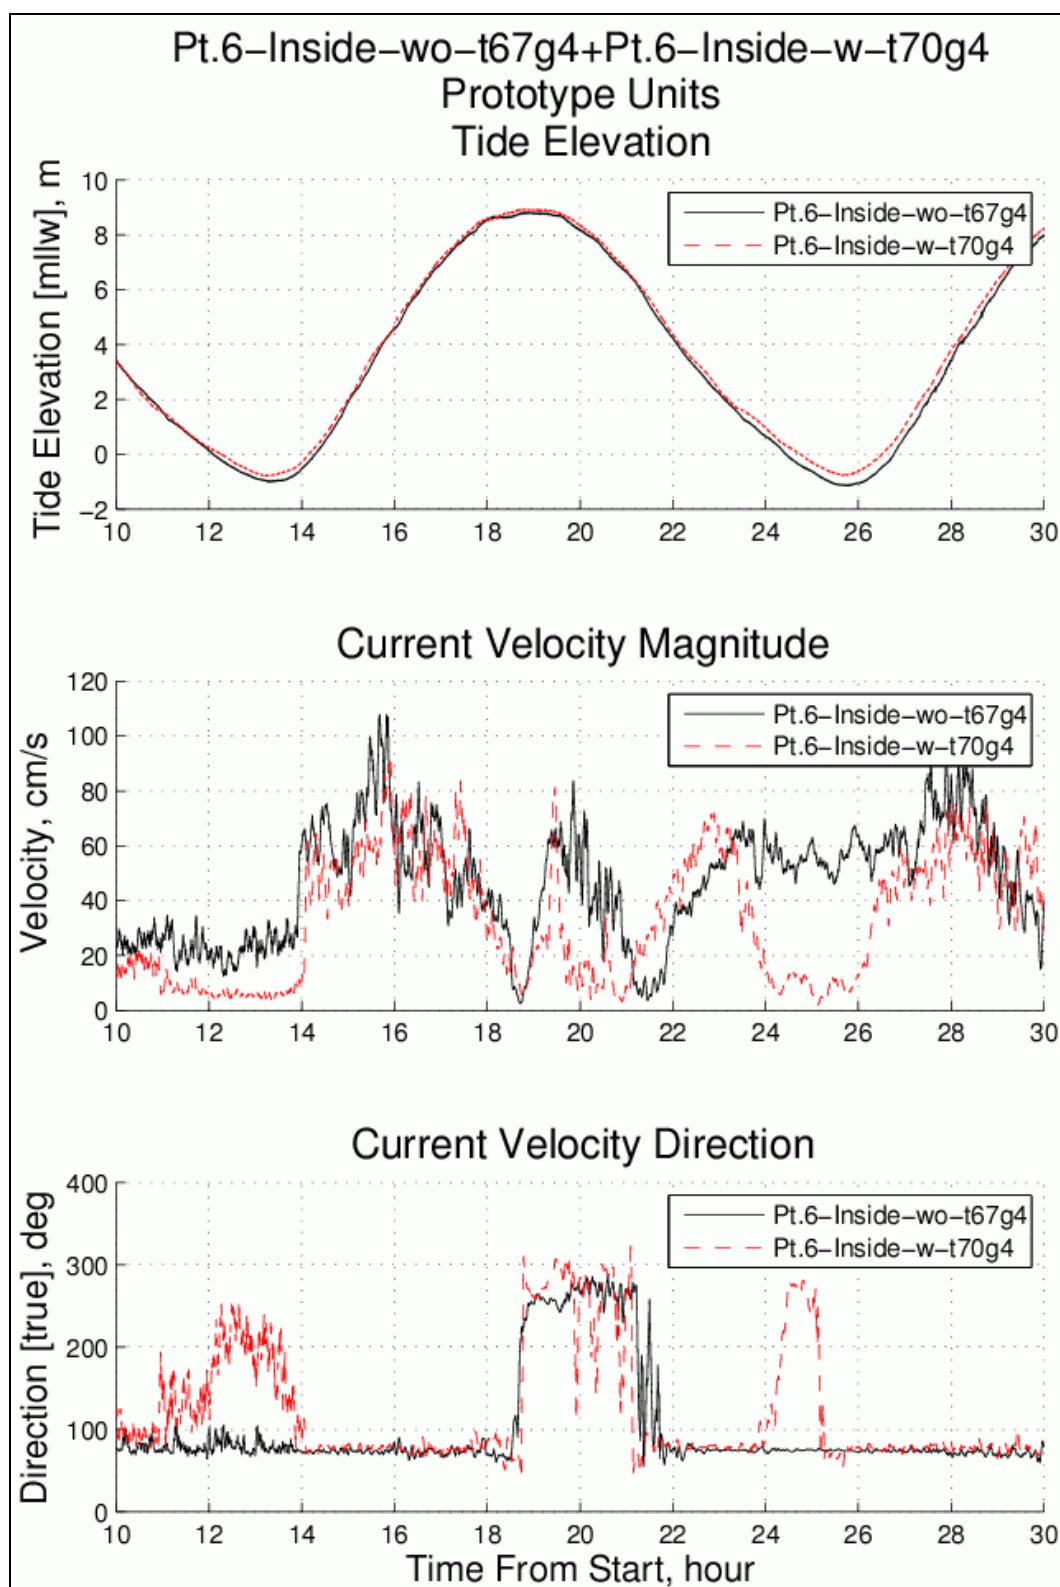 Pt.6−Inside−wo−t67g4+Pt.6−Inside−w−t70g4
Prototype Units
Tide Elevation
Tide Elevation [mllw], m
10
8
6
4
2
0
−2
Pt.6−Inside−wo−t67g4
Pt.6−Inside−w−t70g4
10 12 14 16 18 20 22 24 26 28 30
Current Velocity Magnitude
Velocity, cm/s
120
100
80
60
40
20
0
Pt.6−Inside−wo−t67g4
Pt.6−Inside−w−t70g4
10 12 14 16 18 20 22 24 26 28 30
Current Velocity Direction
Direction [true], deg
400
300
200
100
0
Pt.6−Inside−wo−t67g4
Pt.6−Inside−w−t70g4
10 12 14 16 18 20 22 24 26 28 30
Time From Start, hour